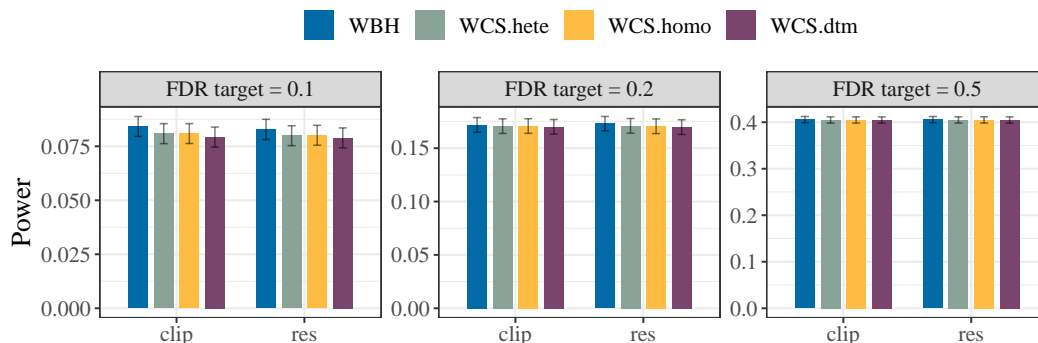 WBH WCS.hete WCS.homo WCS.dtm
FDR target = 0.1 FDR target = 0.2 FDR target = 0.5
Power
0.075
0.050
0.025
0.000
clip res
0.15
0.10
0.05
0.00
clip res
0.4
0.3
0.2
0.1
0.0
clip res